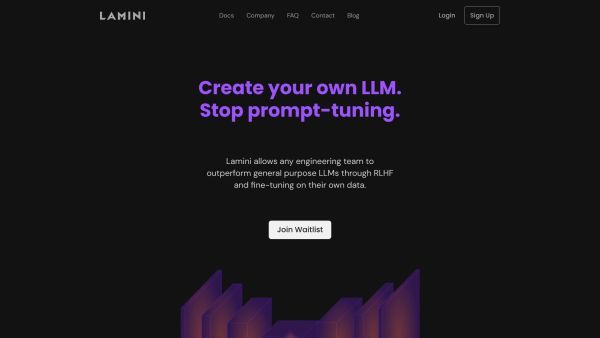 LAMINI
Docs Company FAQ Contact Blog Login Sign Up
Create your own LLM.
Stop prompt-tuning.
Lamini allows any engineering team to
outperform general purpose LLMs through RLHF
and fine-tuning on their own data.
Join Waitlist